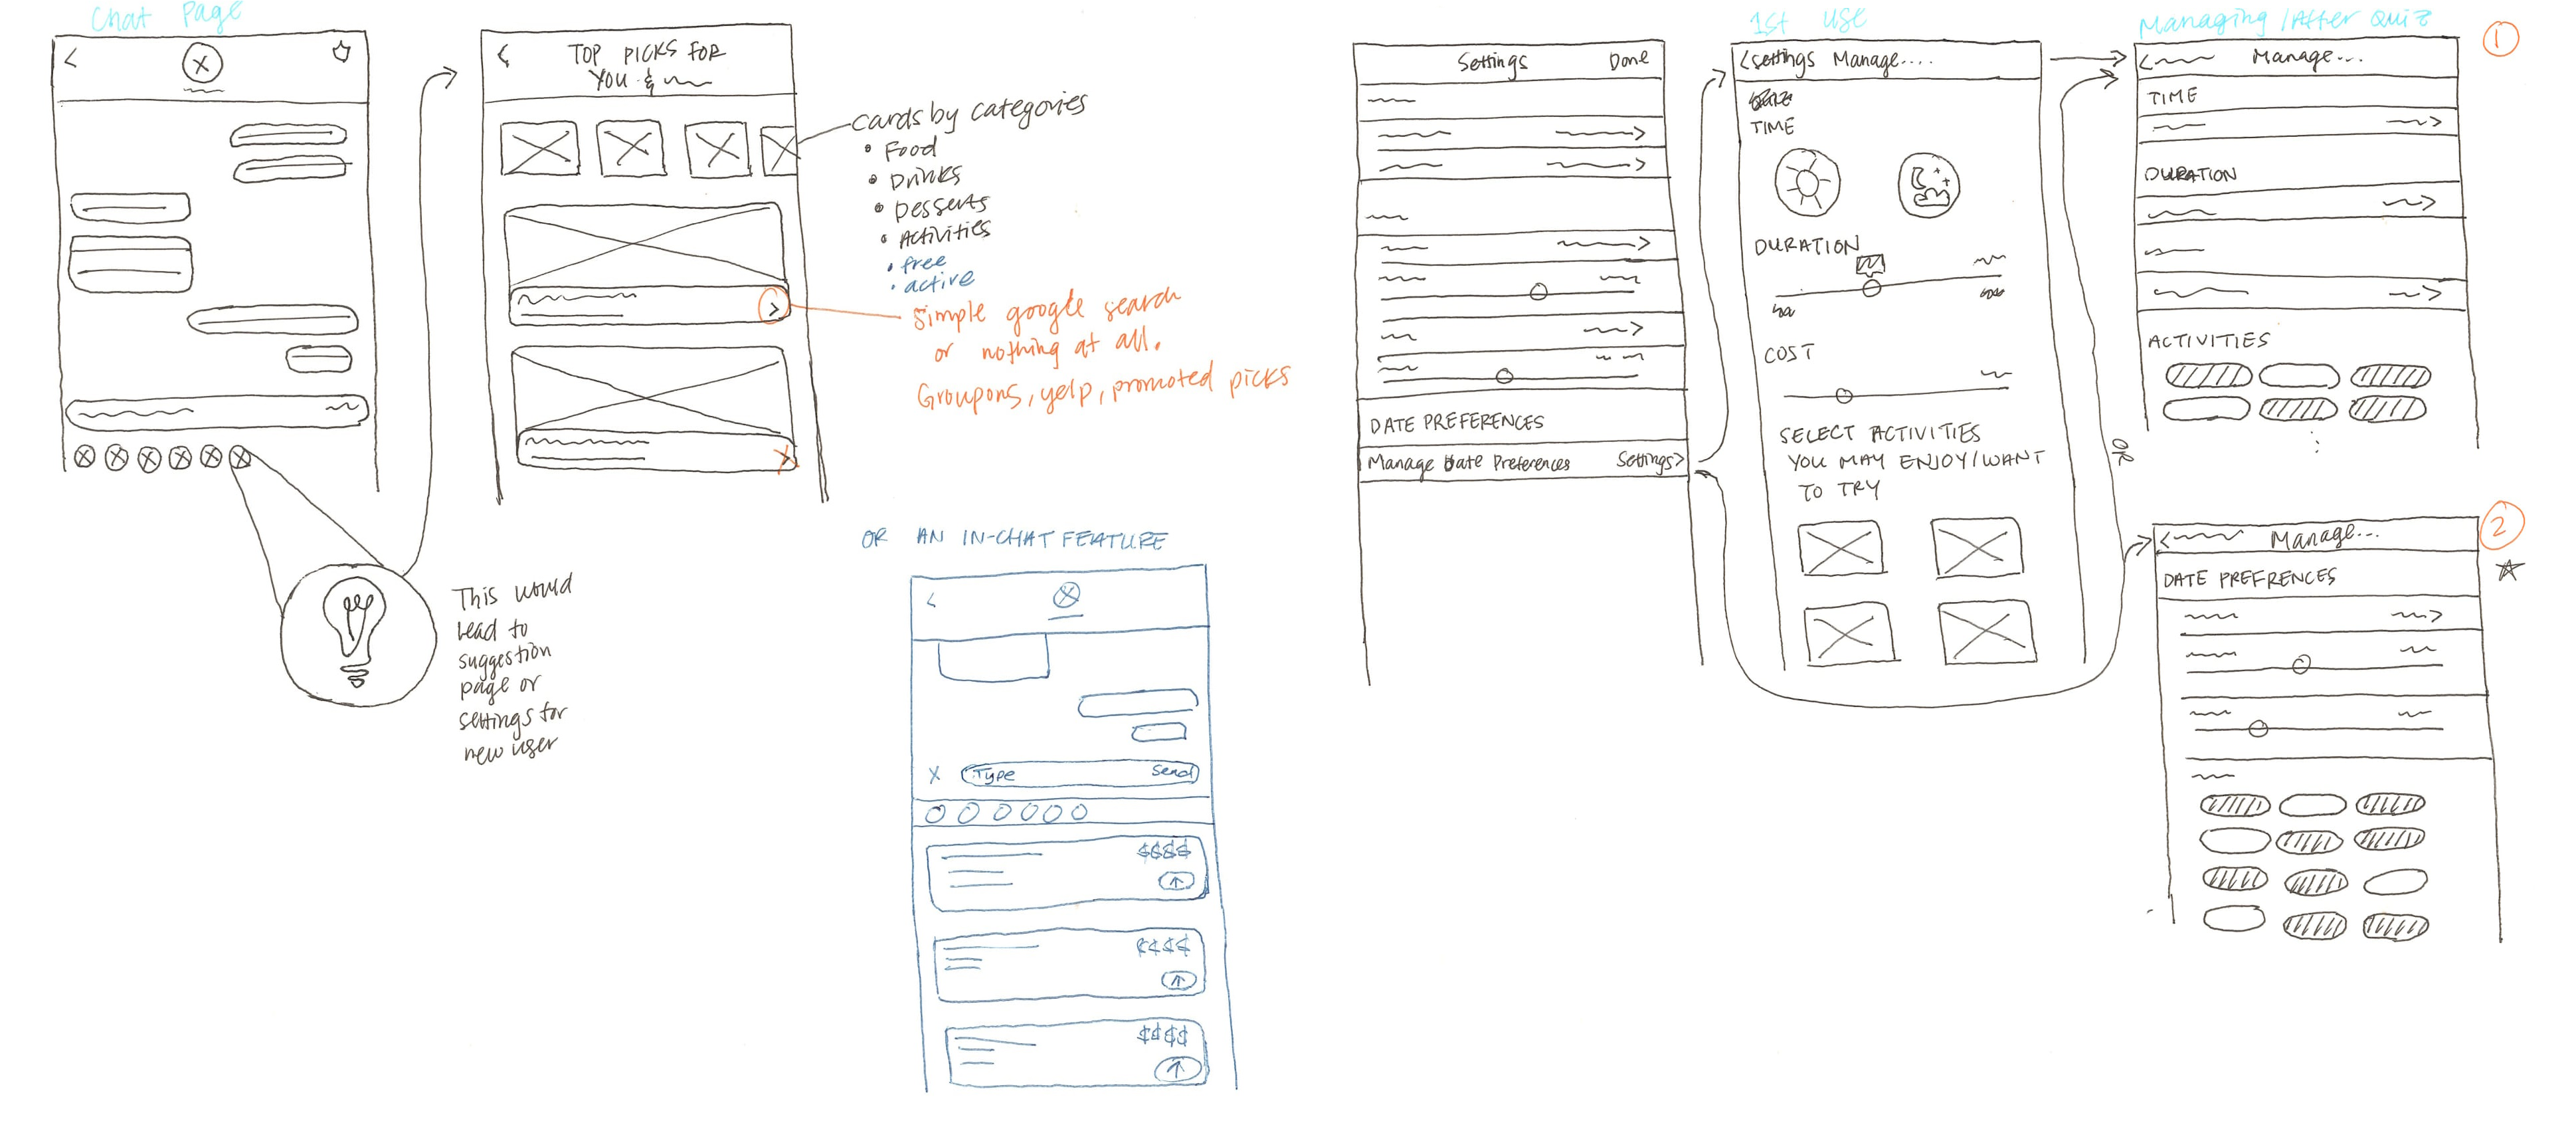 Chat Page
TOP PICKS FOR
YOU &
cards by categories
• Food
• Drinks
• Desserts
• Activities
• free
• active
Simple google search
or nothing at all.
Groupons, yelp, promoted picks
This would
lead to
suggestion
page or
settings for
new user
OR AN IN-CHAT FEATURE
Type Send
$$$$
$$$$
$$$$
Settings Done
DATE PREFERENCES
Manage Date Preferences Settings>
1st use
<settings Manage....
TIME
DURATION
COST
SELECT ACTIVITIES
YOU MAY ENJOY/WANT
TO TRY
OR
Managing/After Quiz
1
Manage...
TIME
DURATION
ACTIVITIES
2
Manage...
DATE PREFRENCES